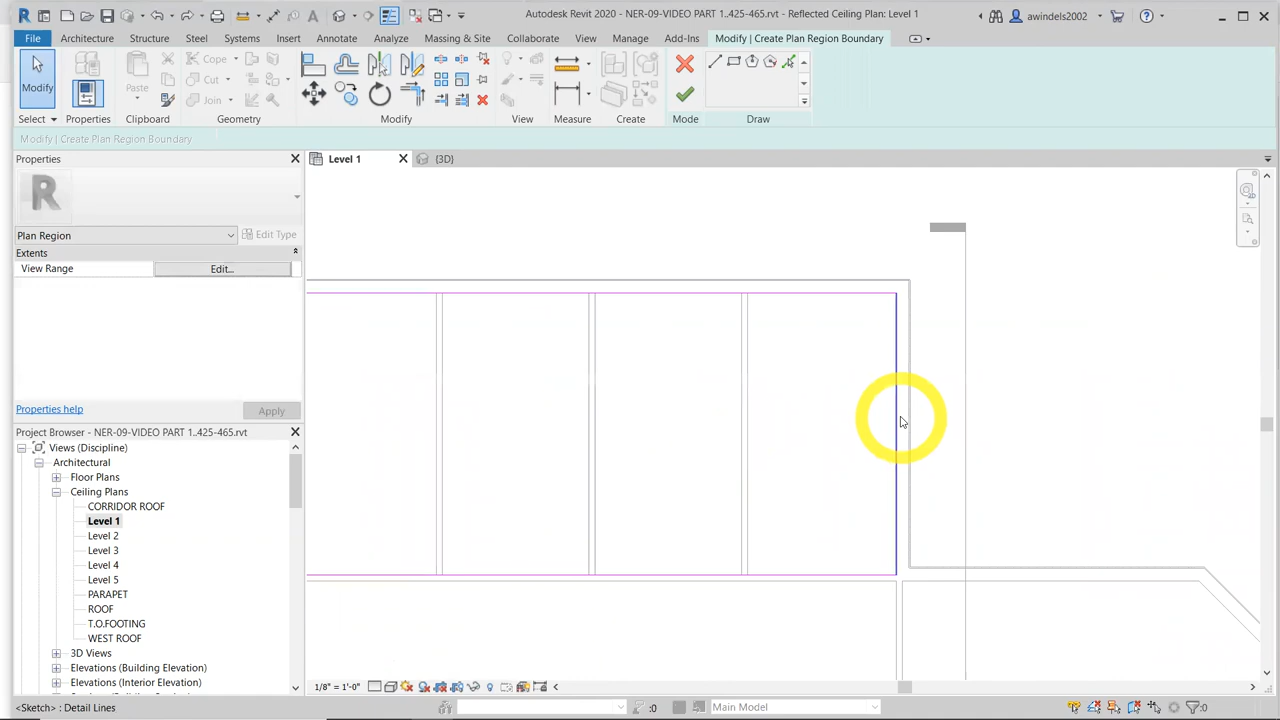 Autodesk Revit 2020 - NER-09-VIDEO PART 1..425-465.rvt - Reflected Ceiling Plan: Level 1
awindels2002
File Architecture Structure Steel Systems Insert Annotate Analyze Massing & Site Collaborate View Manage Add-Ins Modify | Create Plan Region Boundary
Modify
Properties
Paste
Cope
Cut
Join
Select Properties Clipboard Geometry Modify View Measure Create Mode Draw
Modify | Create Plan Region Boundary
Properties
Level 1
{3D}
R
Plan Region
Edit Type
Extents
View Range
Edit...
Properties help
Apply
Project Browser - NER-09-VIDEO PART 1..425-465.rvt
Views (Discipline)
Architectural
Floor Plans
Ceiling Plans
CORRIDOR ROOF
Level 1
Level 2
Level 3
Level 4
Level 5
PARAPET
ROOF
T.O.FOOTING
WEST ROOF
3D Views
Elevations (Building Elevation)
Elevations (Interior Elevation)
1/8" = 1'-0"
<Sketch> : Detail Lines
:0
Main Model
:0